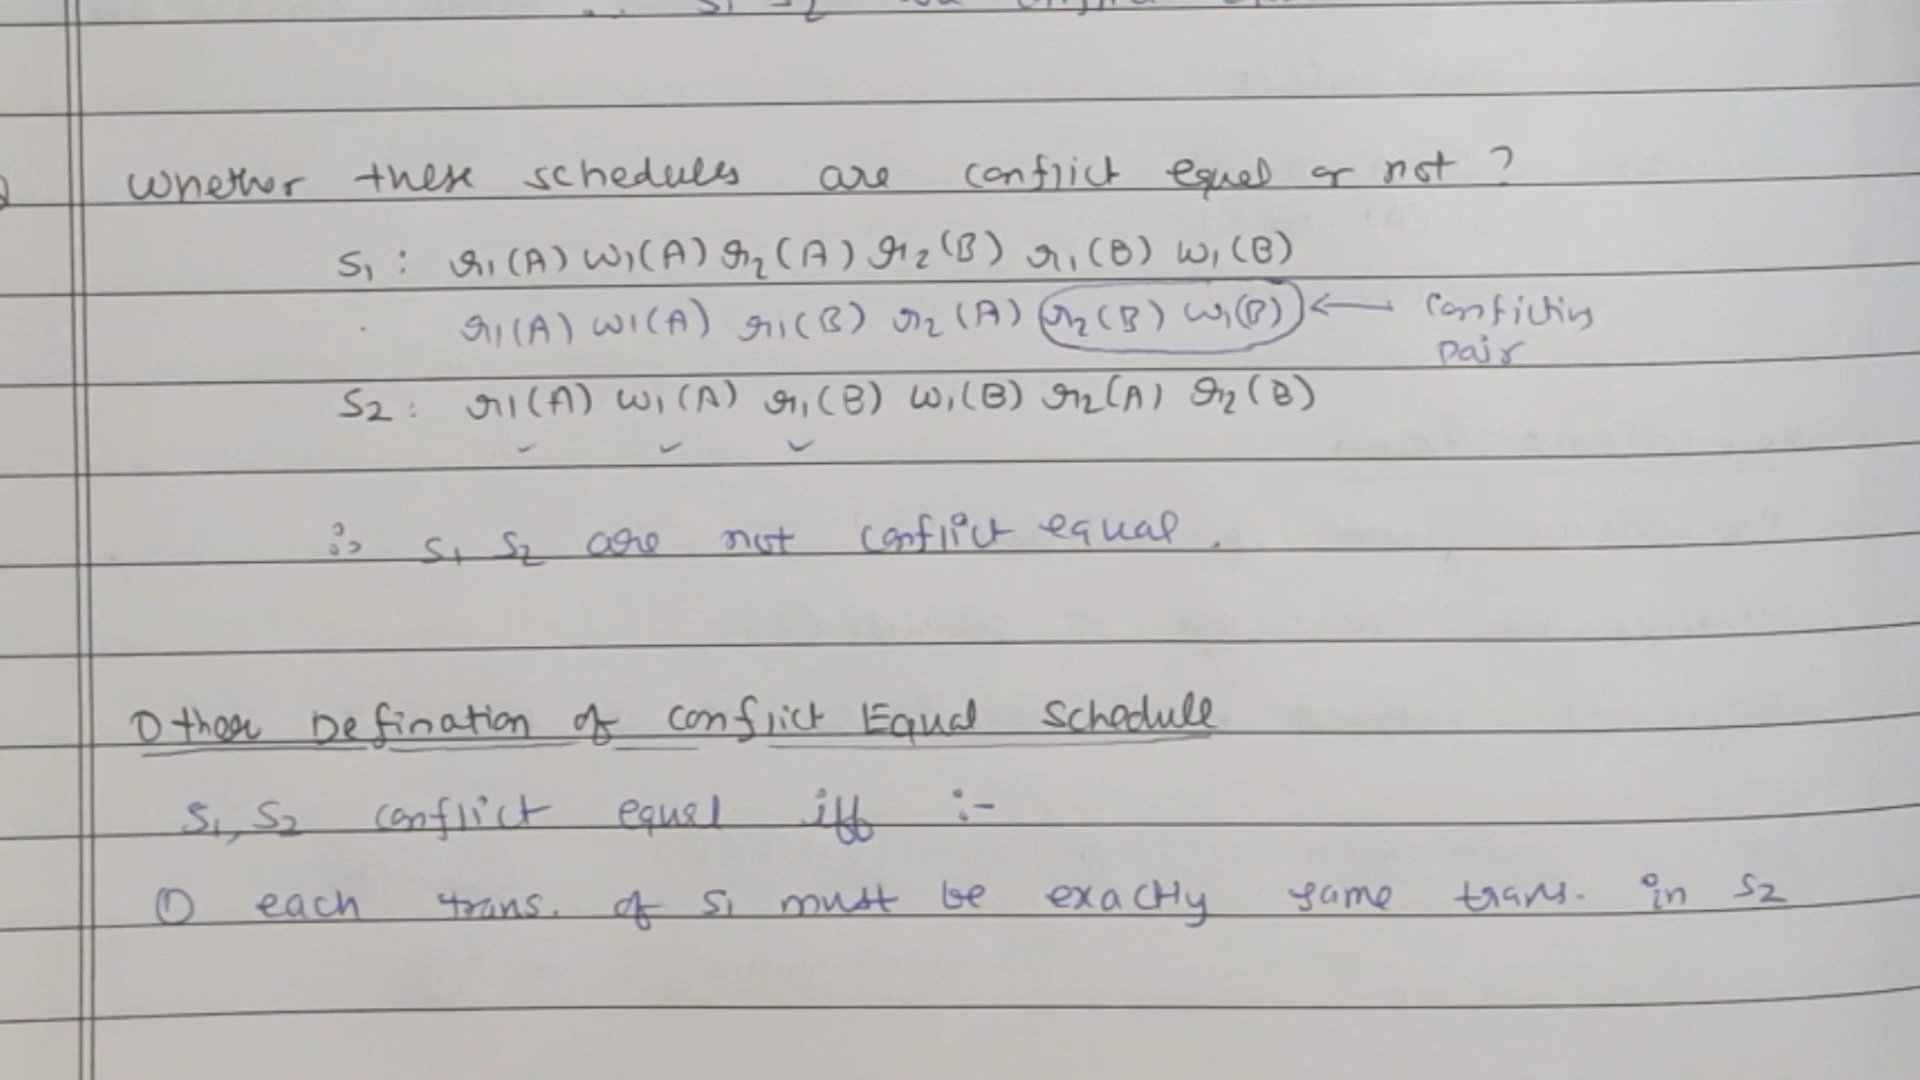 Whether these schedules are conflict equal or not ?
S1 : r1(A) W1(A) r2(A) r2(B) r1(B) W1(B)
r1(A) W1(A) r1(B) r2(A) r2(B) W1(B) ← Conflicting
pair
S2 : r1(A) W1(A) r1(B) W1(B) r2(A) r2(B)
∴ S1 S2 are not conflict equal.
Other Defination of conflict Equal Schedule
S1, S2 conflict equal iff :-
① each trans. of S1 must be exactly same trans. in S2